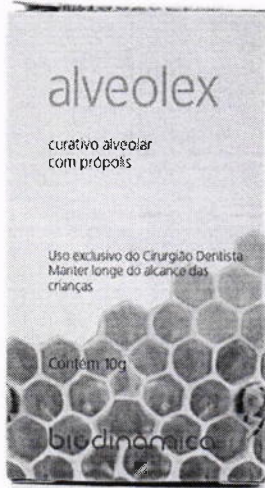 alveolex
curativo alveolar
com própolis
Uso exclusivo do Cirurgião Dentista
Manter longe do alcance das
crianças
Contém 10g
biodinâmica